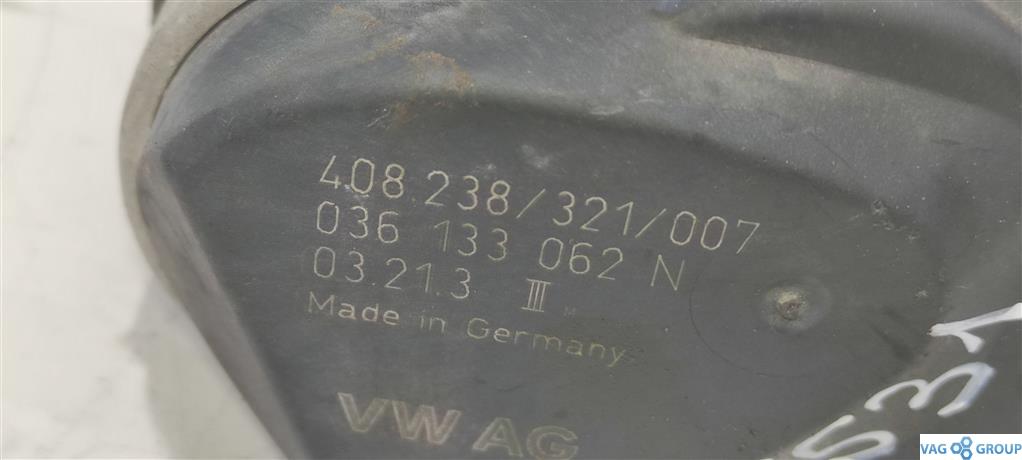 408.238/321/007
036 133 062 N
03.21.3 III M
Made in Germany
VW AG
VAG GROUP